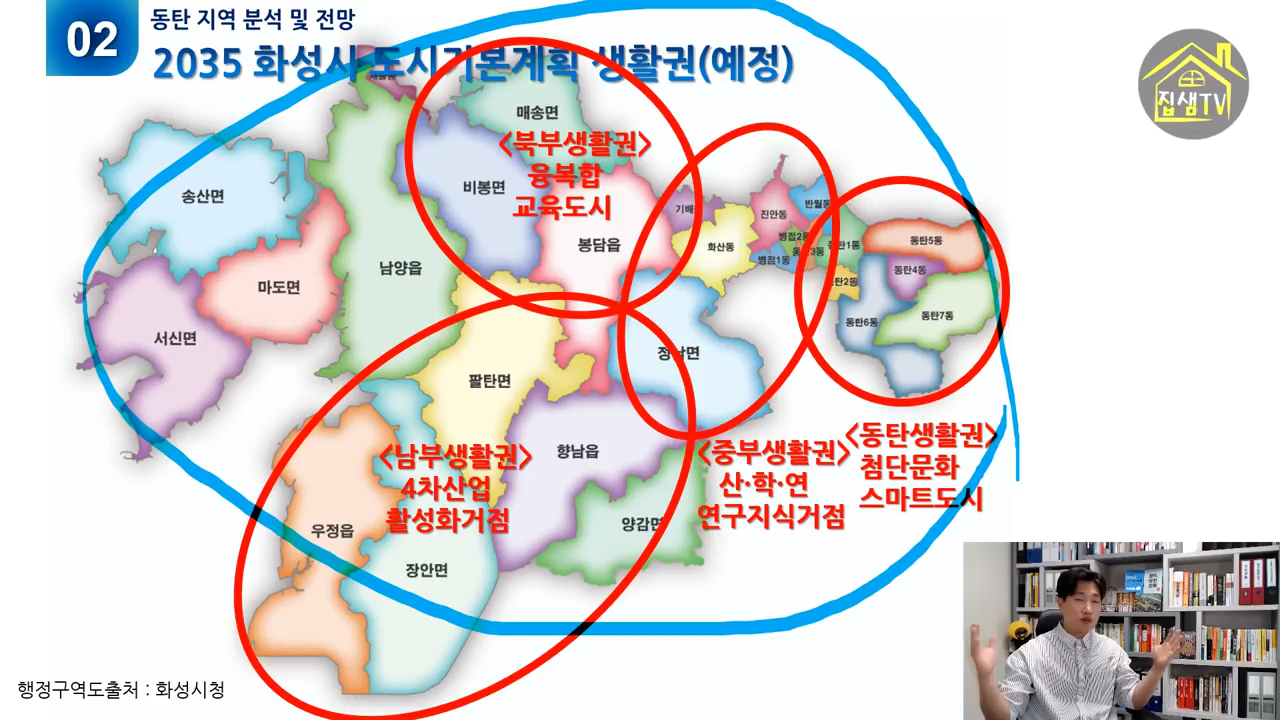 02
동탄 지역 분석 및 전망
2035 화성시 도시기본계획 생활권(예정)
집샘TV
매송면
<북부생활권>
융복합
교육도시
비봉면
송산면
기배
진안동
반월동
봉담읍
화산동
병점2동
동탄3동
동탄1동
동탄5동
병점1동
남양읍
동탄4동
마도면
탄2동
동탄7동
동탄6동
서신면
정남면
팔탄면
<동탄생활권>
첨단문화
스마트도시
<중부생활권>
산·학·연
연구지식거점
<남부생활권>
4차산업
활성화거점
향남읍
우정읍
양감면
장안면
행정구역도출처 : 화성시청